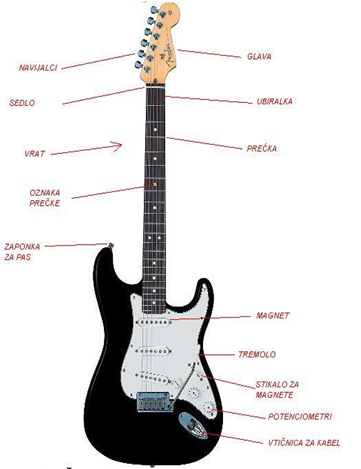 Fender
NAVIJALCI
GLAVA
SEDLO
UBIRALKA
VRAT
PREČKA
OZNAKA
PREČKE
ZAPONKA
ZA PAS
MAGNET
TREMOLO
STIKALO ZA
MAGNETE
POTENCIOMETRI
VTIČNICA ZA KABEL